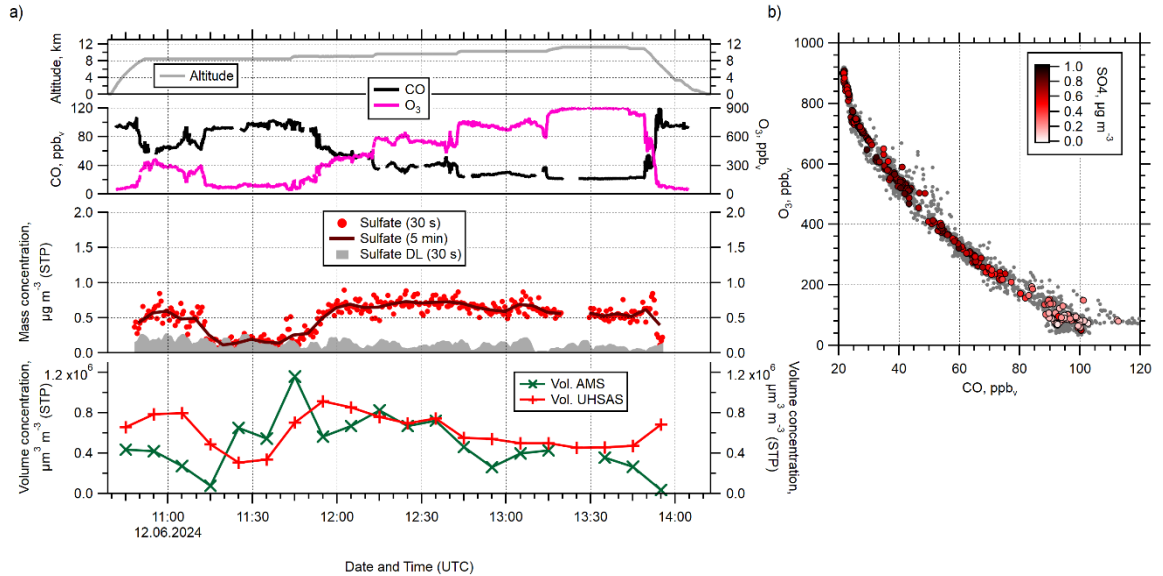 a)
Altitude, km
12
8
4
0
12
8
4
0
Altitude
CO
O3
CO, ppbv
120
80
40
0
900
600
300
0
O3, ppbv
Mass concentration,
µg m-3 (STP)
2.0
1.5
1.0
0.5
0.0
2.0
1.5
1.0
0.5
0.0
Sulfate (30 s)
Sulfate (5 min)
Sulfate DL (30 s)
Volume concentration,
µm3 m-3 (STP)
1.2 x10^6
0.8
0.4
0.0
1.2 x10^6
0.8
0.4
0.0
Volume concentration,
µm3 m-3 (STP)
Vol. AMS
Vol. UHSAS
11:00
11:30
12:00
12:30
13:00
13:30
14:00
12.06.2024
Date and Time (UTC)
b)
O3, ppbv
1000
800
600
400
200
0
SO4, µg m-3
1.0
0.8
0.6
0.4
0.2
0.0
20
40
60
80
100
120
CO, ppbv